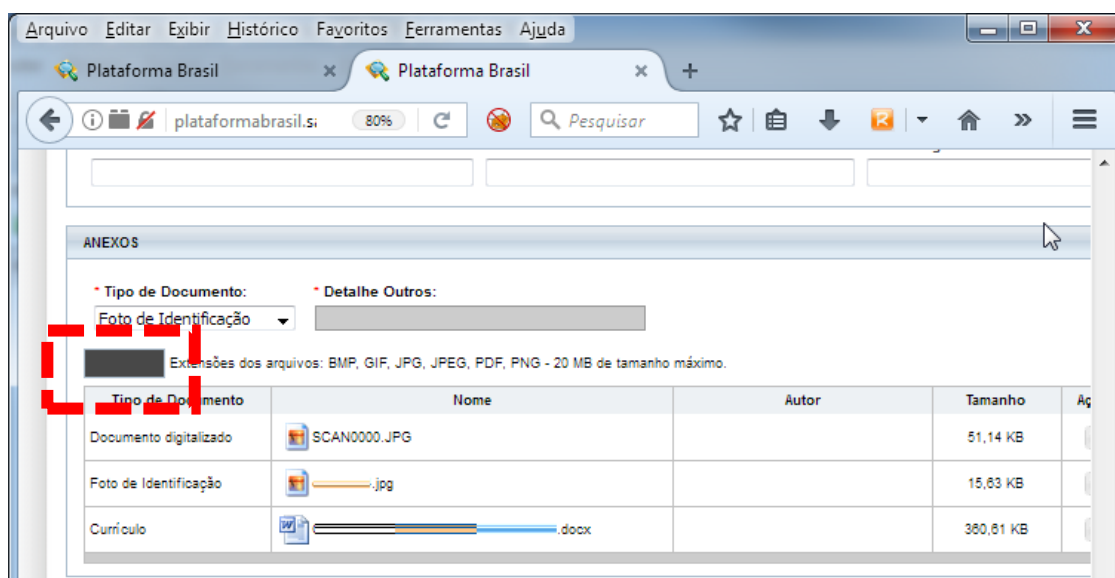 Arquivo Editar Exibir Histórico Favoritos Ferramentas Ajuda
Plataforma Brasil Plataforma Brasil
plataformabrasil.s 80% Pesquisar
ANEXOS
* Tipo de Documento: * Detalhe Outros:
Foto de Identificação
Extensões dos arquivos: BMP, GIF, JPG, JPEG, PDF, PNG - 20 MB de tamanho máximo.
Tipo de Documento Nome Autor Tamanho
Documento digitalizado SCAN0000.JPG 51,14 KB
Foto de Identificação .jpg 15,63 KB
Currículo .docx 360,61 KB